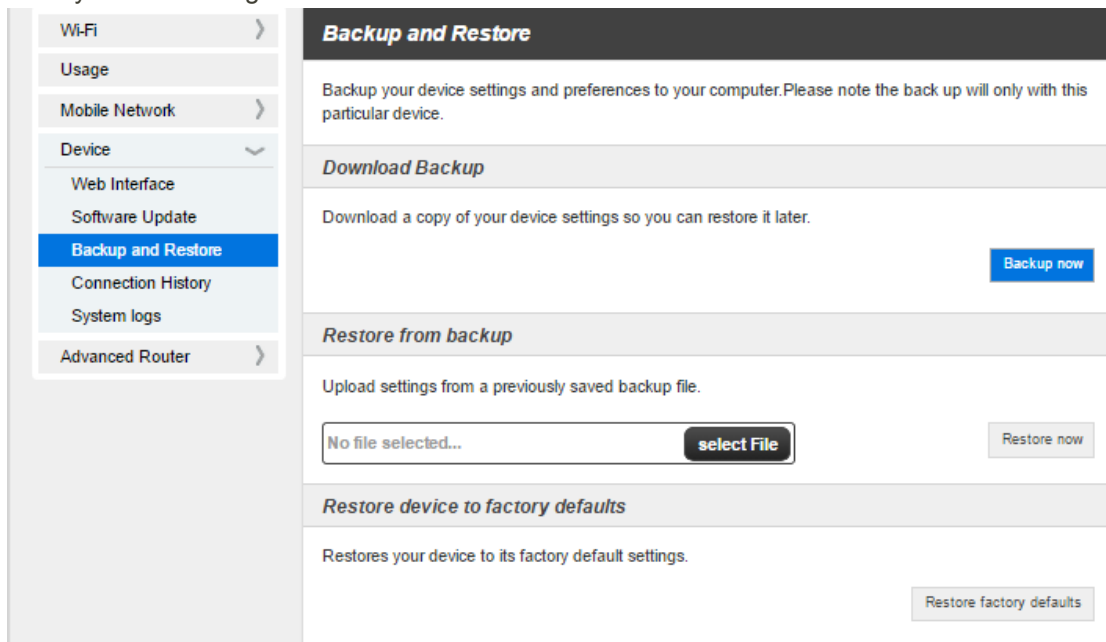 Wi-Fi
Usage
Mobile Network
Device
Web Interface
Software Update
Backup and Restore
Connection History
System logs
Advanced Router
Backup and Restore
Backup your device settings and preferences to your computer.Please note the back up will only with this
particular device.
Download Backup
Download a copy of your device settings so you can restore it later.
Backup now
Restore from backup
Upload settings from a previously saved backup file.
No file selected...
select File
Restore now
Restore device to factory defaults
Restores your device to its factory default settings.
Restore factory defaults